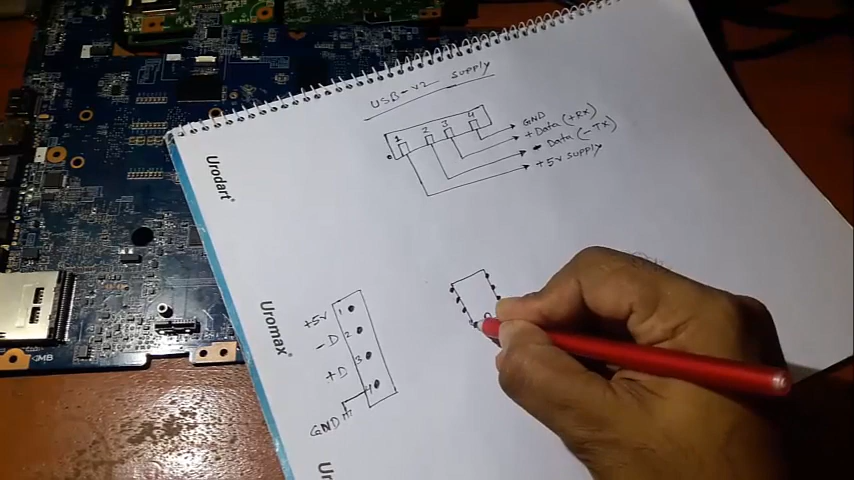 USB-V2 SUPPLY
1 2 3 4
GND
+Data (+RX)
Data (-TX)
+5V SUPPLY
Urodart
Uromax
+5V 1
-D 2
+D 3
GND 4
U